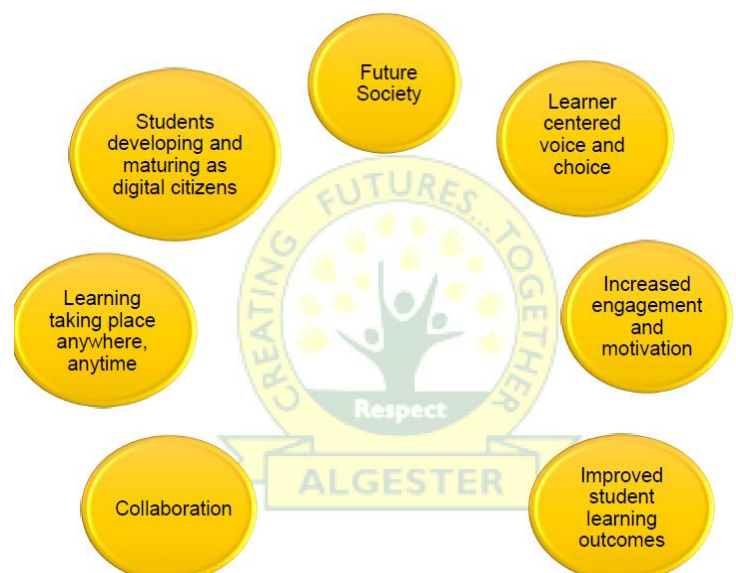 Future
Society
Learner
centered
voice and
choice
Increased
engagement
and
motivation
Improved
student
learning
outcomes
Collaboration
Learning
taking place
anywhere,
anytime
Students
developing and
maturing as
digital citizens
CREATING FUTURES... TOGETHER
Respect
ALGESTER